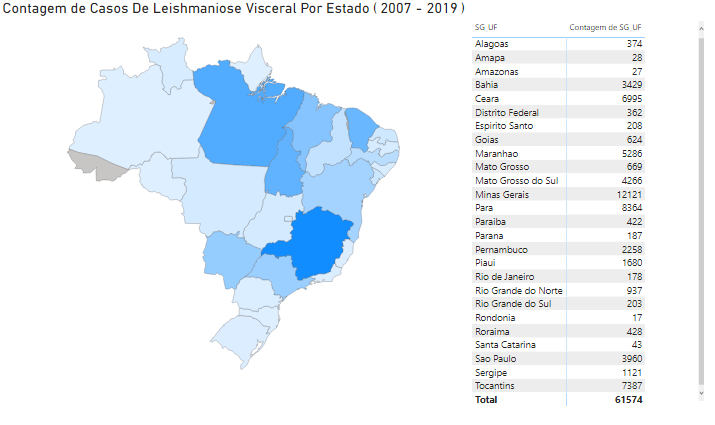 Contagem de Casos De Leishmaniose Visceral Por Estado ( 2007 - 2019 )
SG_UF Contagem de SG_UF
Alagoas 374
Amapa 28
Amazonas 27
Bahia 3429
Ceara 6995
Distrito Federal 362
Espirito Santo 208
Goias 624
Maranhao 5286
Mato Grosso 669
Mato Grosso do Sul 4266
Minas Gerais 12121
Para 8364
Paraiba 422
Parana 187
Pernambuco 2258
Piaui 1680
Rio de Janeiro 178
Rio Grande do Norte 937
Rio Grande do Sul 203
Rondonia 17
Roraima 428
Santa Catarina 43
Sao Paulo 3960
Sergipe 1121
Tocantins 7387
Total 61574